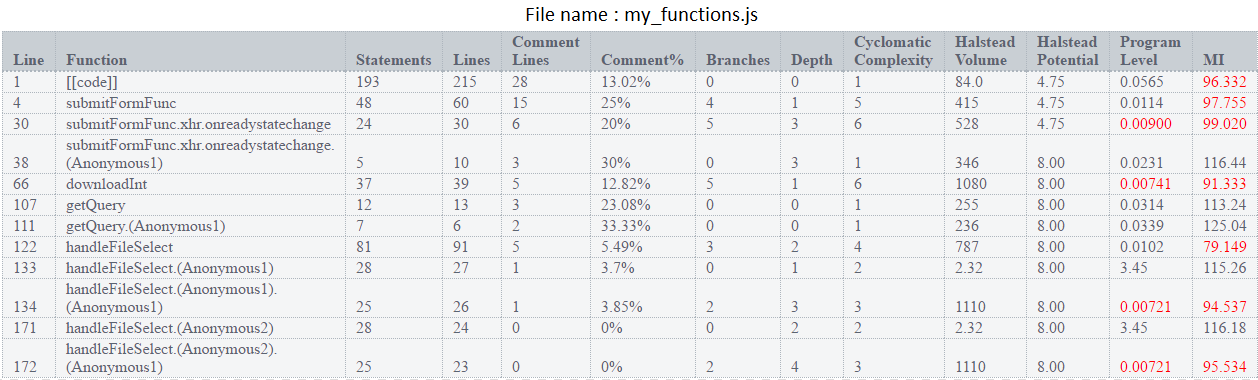 File name : my_functions.js
Line Function Statements Lines Comment Lines Comment% Branches Depth Cyclomatic Complexity Halstead Volume Halstead Potential Program Level MI
1 [[code]] 193 215 28 13.02% 0 0 1 84.0 4.75 0.0565 96.332
4 submitFormFunc 48 60 15 25% 4 1 5 415 4.75 0.0114 97.755
30 submitFormFunc.xhr.onreadystatechange 24 30 6 20% 5 3 6 528 4.75 0.00900 99.020
submitFormFunc.xhr.onreadystatechange.
38 (Anonymous1) 5 10 3 30% 0 3 1 346 8.00 0.0231 116.44
66 downloadInt 37 39 5 12.82% 5 1 6 1080 8.00 0.00741 91.333
107 getQuery 12 13 3 23.08% 0 0 1 255 8.00 0.0314 113.24
111 getQuery.(Anonymous1) 7 6 2 33.33% 0 0 1 236 8.00 0.0339 125.04
122 handleFileSelect 81 91 5 5.49% 3 2 4 787 8.00 0.0102 79.149
133 handleFileSelect.(Anonymous1) 28 27 1 3.7% 0 1 2 2.32 8.00 3.45 115.26
handleFileSelect.(Anonymous1).
134 (Anonymous1) 25 26 1 3.85% 2 3 3 1110 8.00 0.00721 94.537
171 handleFileSelect.(Anonymous2) 28 24 0 0% 0 2 2 2.32 8.00 3.45 116.18
handleFileSelect.(Anonymous2).
172 (Anonymous1) 25 23 0 0% 2 4 3 1110 8.00 0.00721 95.534